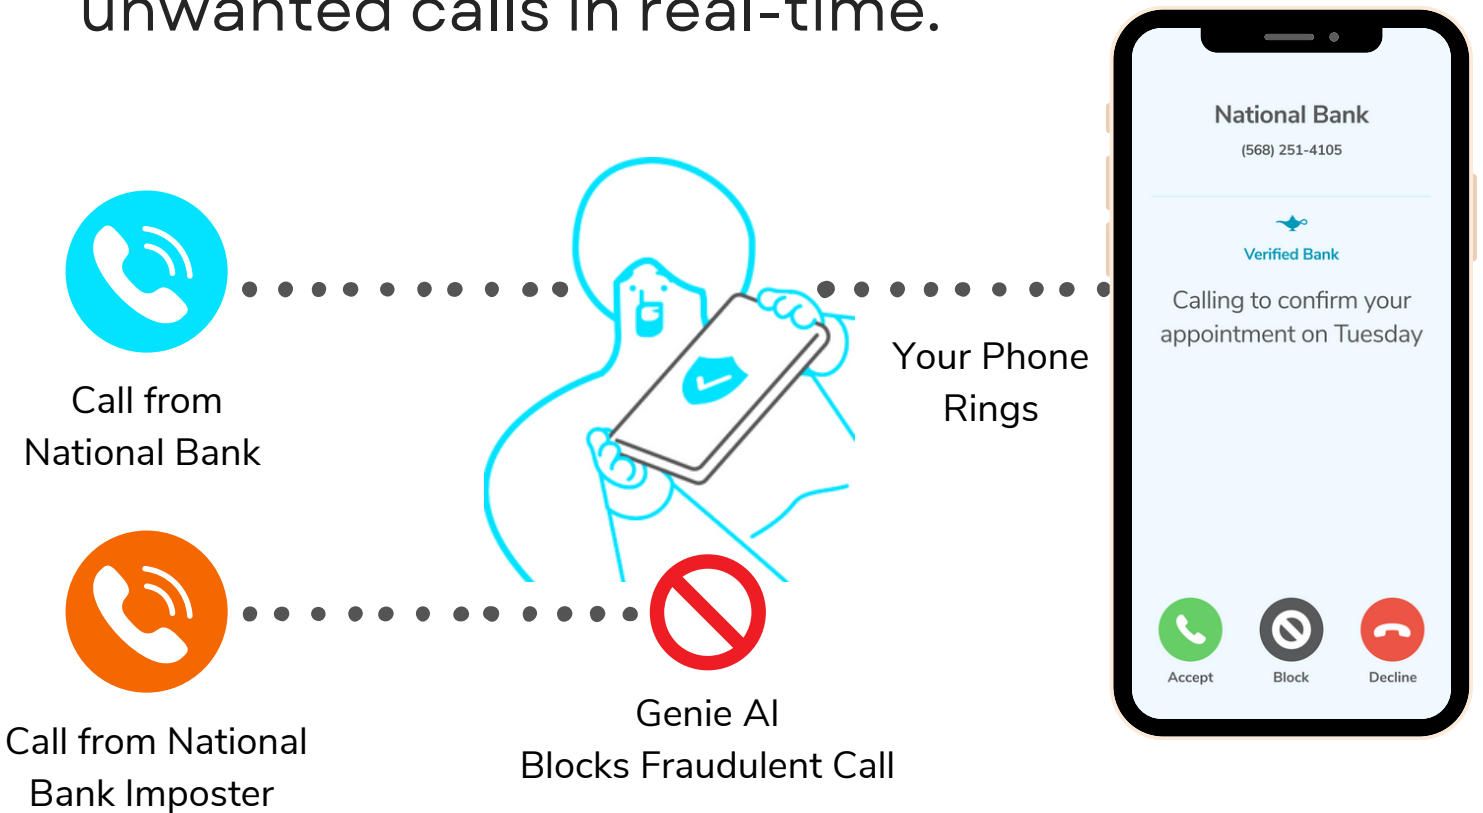 unwanted calls in real-time.
Call from
National Bank
Your Phone
Rings
National Bank
(568) 251-4105
Verified Bank
Calling to confirm your
appointment on Tuesday
Accept
Block
Decline
Call from National
Bank Imposter
Genie AI
Blocks Fraudulent Call